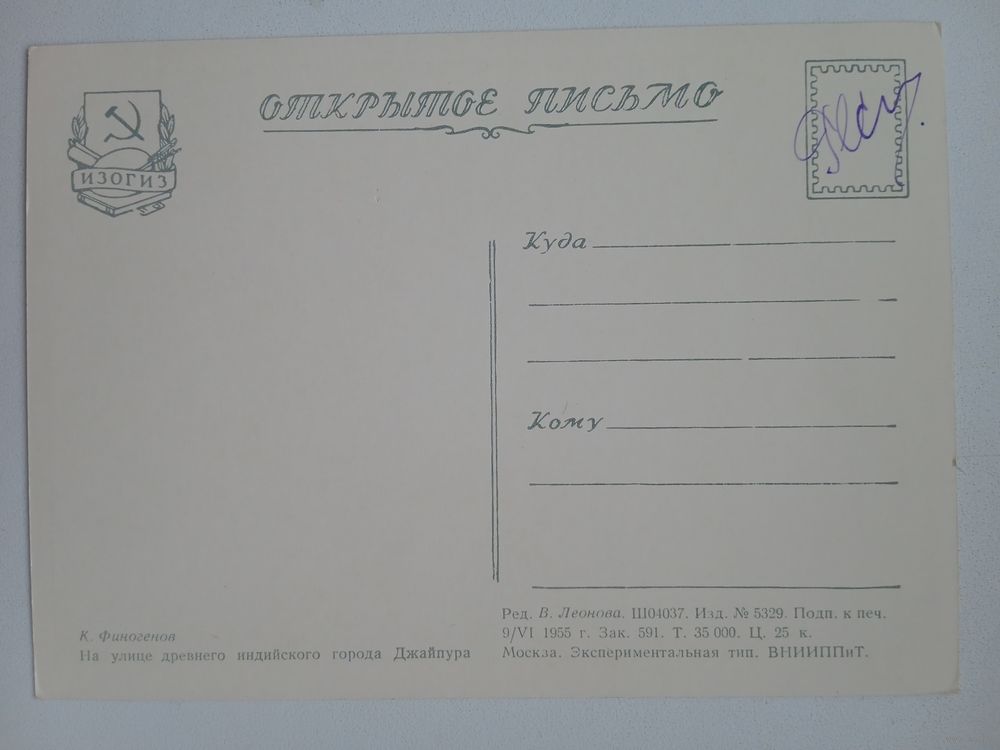 ОТКРЫТОЕ ПИСЬМО
ИЗОГИЗ
Куда
Кому
К. Финогенов
На улице древнего индийского города Джайпура
Ред. В. Леонова. Ш04037. Изд. № 5329. Подп. к печ.
9/VI 1955 г. Зак. 591. Т. 35 000. Ц. 25 к.
Москва. Экспериментальная тип. ВНИИППиТ.